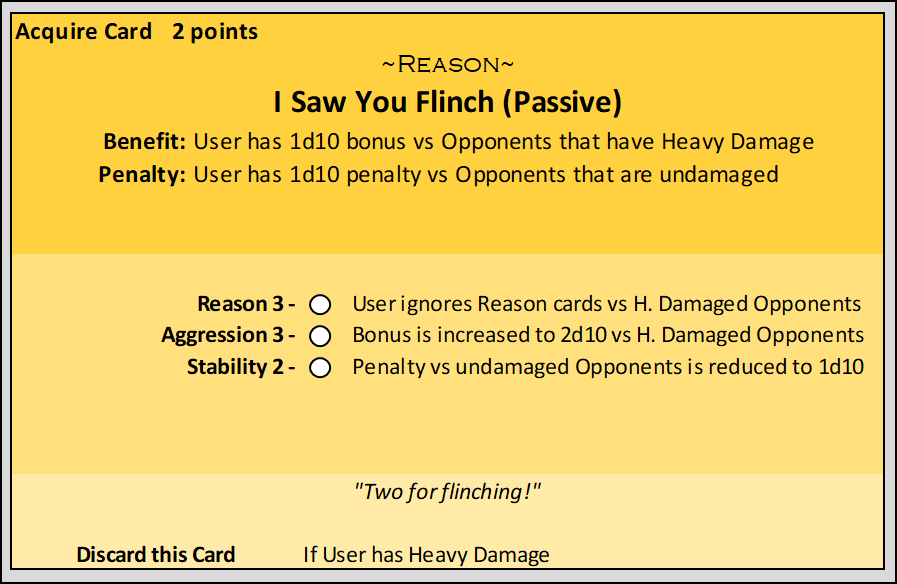 Acquire Card 2 points
~Reason~
I Saw You Flinch (Passive)
Benefit: User has 1d10 bonus vs Opponents that have Heavy Damage
Penalty: User has 1d10 penalty vs Opponents that are undamaged
Reason 3 - User ignores Reason cards vs H. Damaged Opponents
Aggression 3 - Bonus is increased to 2d10 vs H. Damaged Opponents
Stability 2 - Penalty vs undamaged Opponents is reduced to 1d10
"Two for flinching!"
Discard this Card If User has Heavy Damage